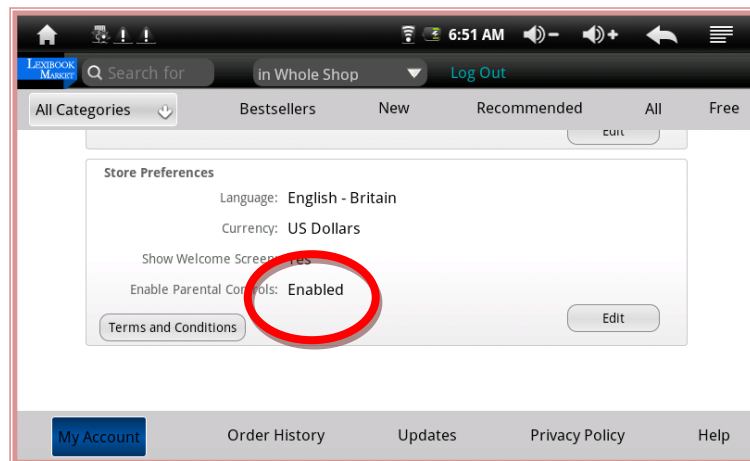 6:51 AM
LEXIBOOK MARKET Search for in Whole Shop Log Out
All Categories Bestsellers New Recommended All Free
Edit
Store Preferences
Language: English - Britain
Currency: US Dollars
Show Welcome Screen: Yes
Enable Parental Controls: Enabled
Terms and Conditions Edit
My Account Order History Updates Privacy Policy Help